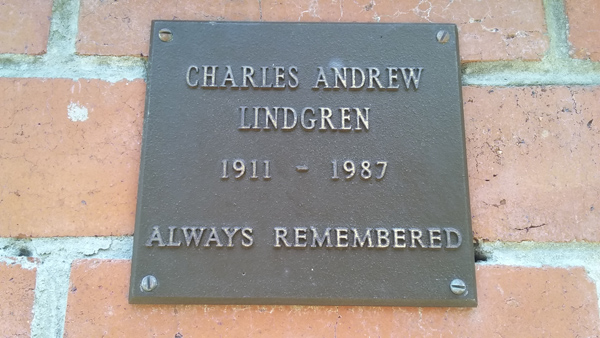 CHARLES ANDREW
LINDGREN
1911 - 1987
ALWAYS REMEMBERED